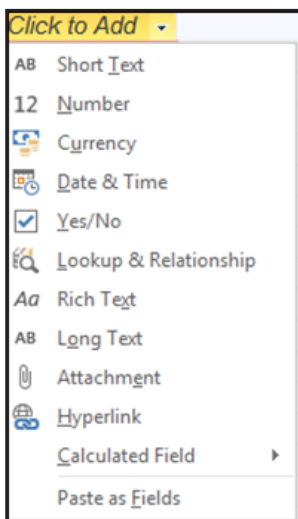 Click to Add
AB Short Text
12 Number
Currency
Date & Time
Yes/No
Lookup & Relationship
Aa Rich Text
AB Long Text
Attachment
Hyperlink
Calculated Field
Paste as Fields